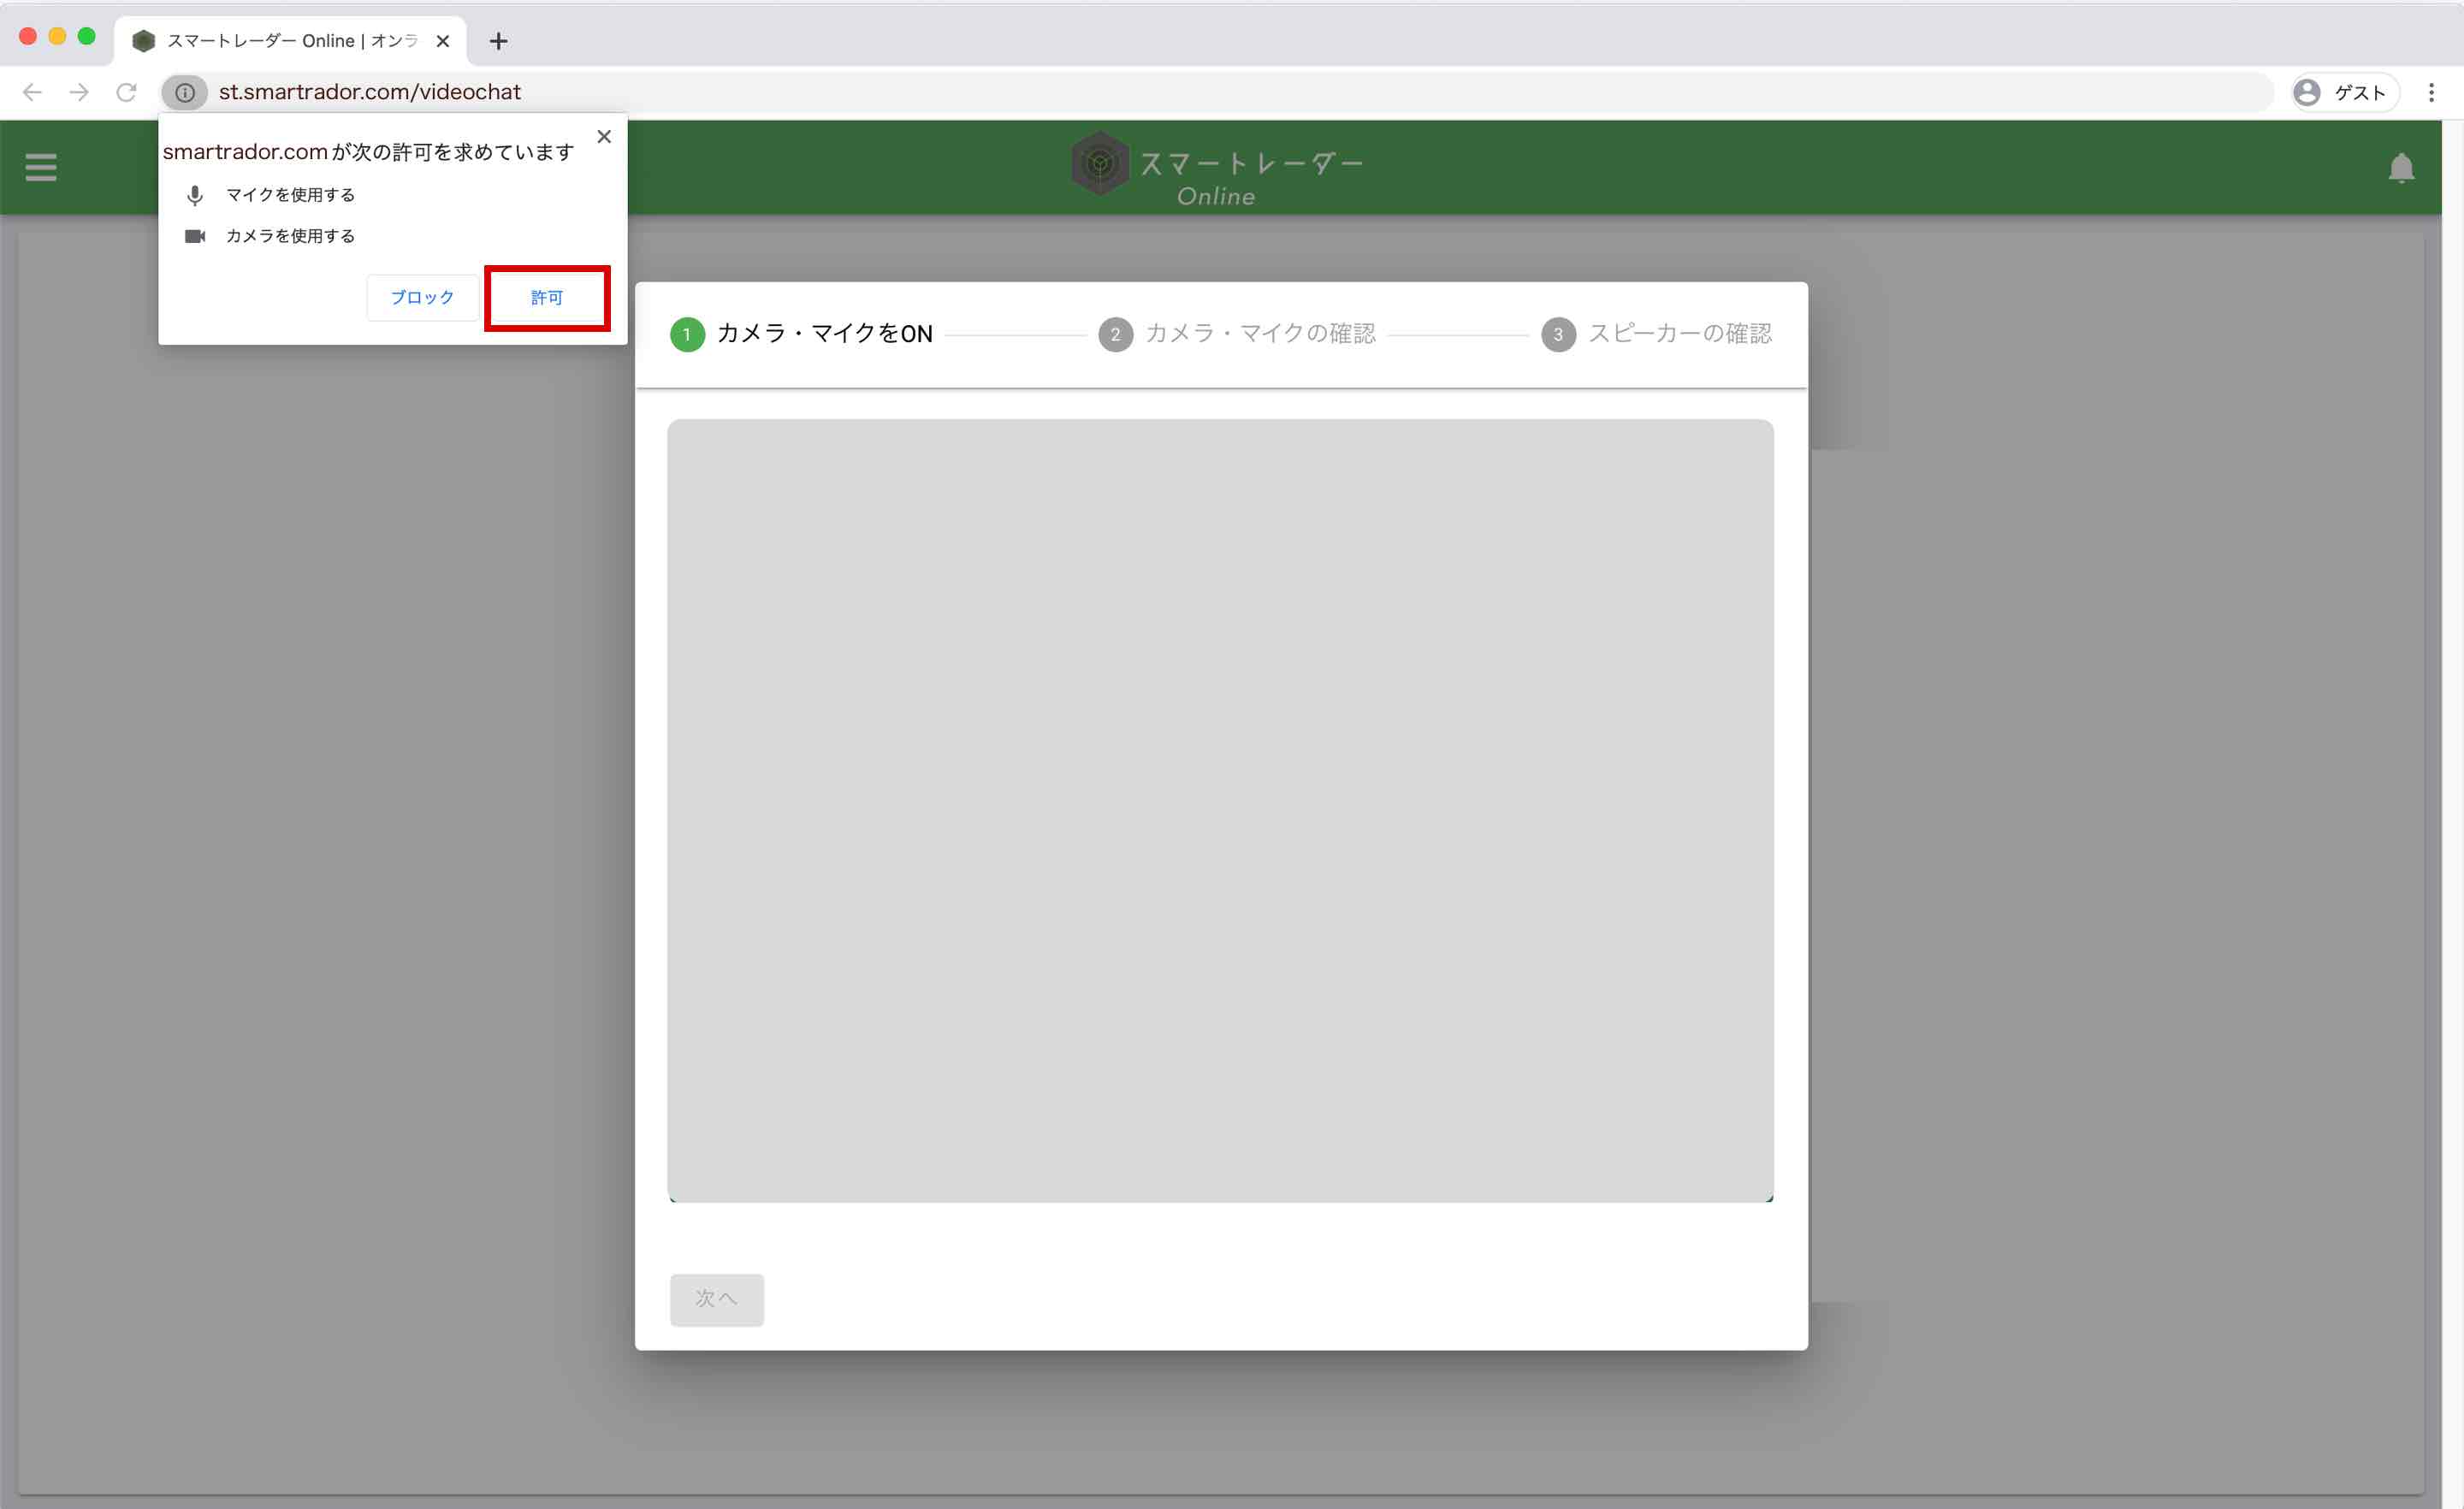 スマートレーダー Online | オンラ
st.smartrador.com/videochat
ゲスト
smartrador.comが次の許可を求めています
マイクを使用する
カメラを使用する
ブロック
許可
スマートレーダー
Online
1 カメラ・マイクをON
2 カメラ・マイクの確認
3 スピーカーの確認
次へ